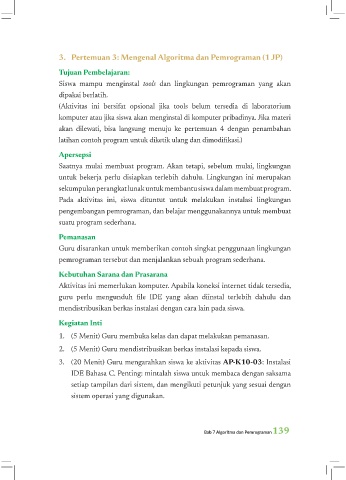 3. Pertemuan 3: Mengenal Algoritma dan Pemrograman (1 JP)
Tujuan Pembelajaran:
Siswa mampu menginstal tools dan lingkungan pemrograman yang akan
dipakai berlatih.
(Aktivitas ini bersifat opsional jika tools belum tersedia di laboratorium
komputer atau jika siswa akan menginstal di komputer pribadinya. Jika materi
akan dilewati, bisa langsung menuju ke pertemuan 4 dengan penambahan
latihan contoh program untuk diketik ulang dan dimodifikasi.)
Apersepsi
Saatnya mulai membuat program. Akan tetapi, sebelum mulai, lingkungan
untuk bekerja perlu disiapkan terlebih dahulu. Lingkungan ini merupakan
sekumpulan perangkat lunak untuk membantu siswa dalam membuat program.
Pada aktivitas ini, siswa dituntut untuk melakukan instalasi lingkungan
pengembangan pemrograman, dan belajar menggunakannya untuk membuat
suatu program sederhana.
Pemanasan
Guru disarankan untuk memberikan contoh singkat penggunaan lingkungan
pemrograman tersebut dan menjalankan sebuah program sederhana.
Kebutuhan Sarana dan Prasarana
Aktivitas ini memerlukan komputer. Apabila koneksi internet tidak tersedia,
guru perlu mengunduh file IDE yang akan diinstal terlebih dahulu dan
mendistribusikan berkas instalasi dengan cara lain pada siswa.
Kegiatan Inti
1. (5 Menit) Guru membuka kelas dan dapat melakukan pemanasan.
2. (5 Menit) Guru mendistribusikan berkas instalasi kepada siswa.
3. (20 Menit) Guru mengarahkan siswa ke aktivitas AP-K10-03: Instalasi
IDE Bahasa C. Penting: mintalah siswa untuk membaca dengan saksama
setiap tampilan dari sistem, dan mengikuti petunjuk yang sesuai dengan
sistem operasi yang digunakan.
Bab 7 Algoritma dan Pemrograman 139